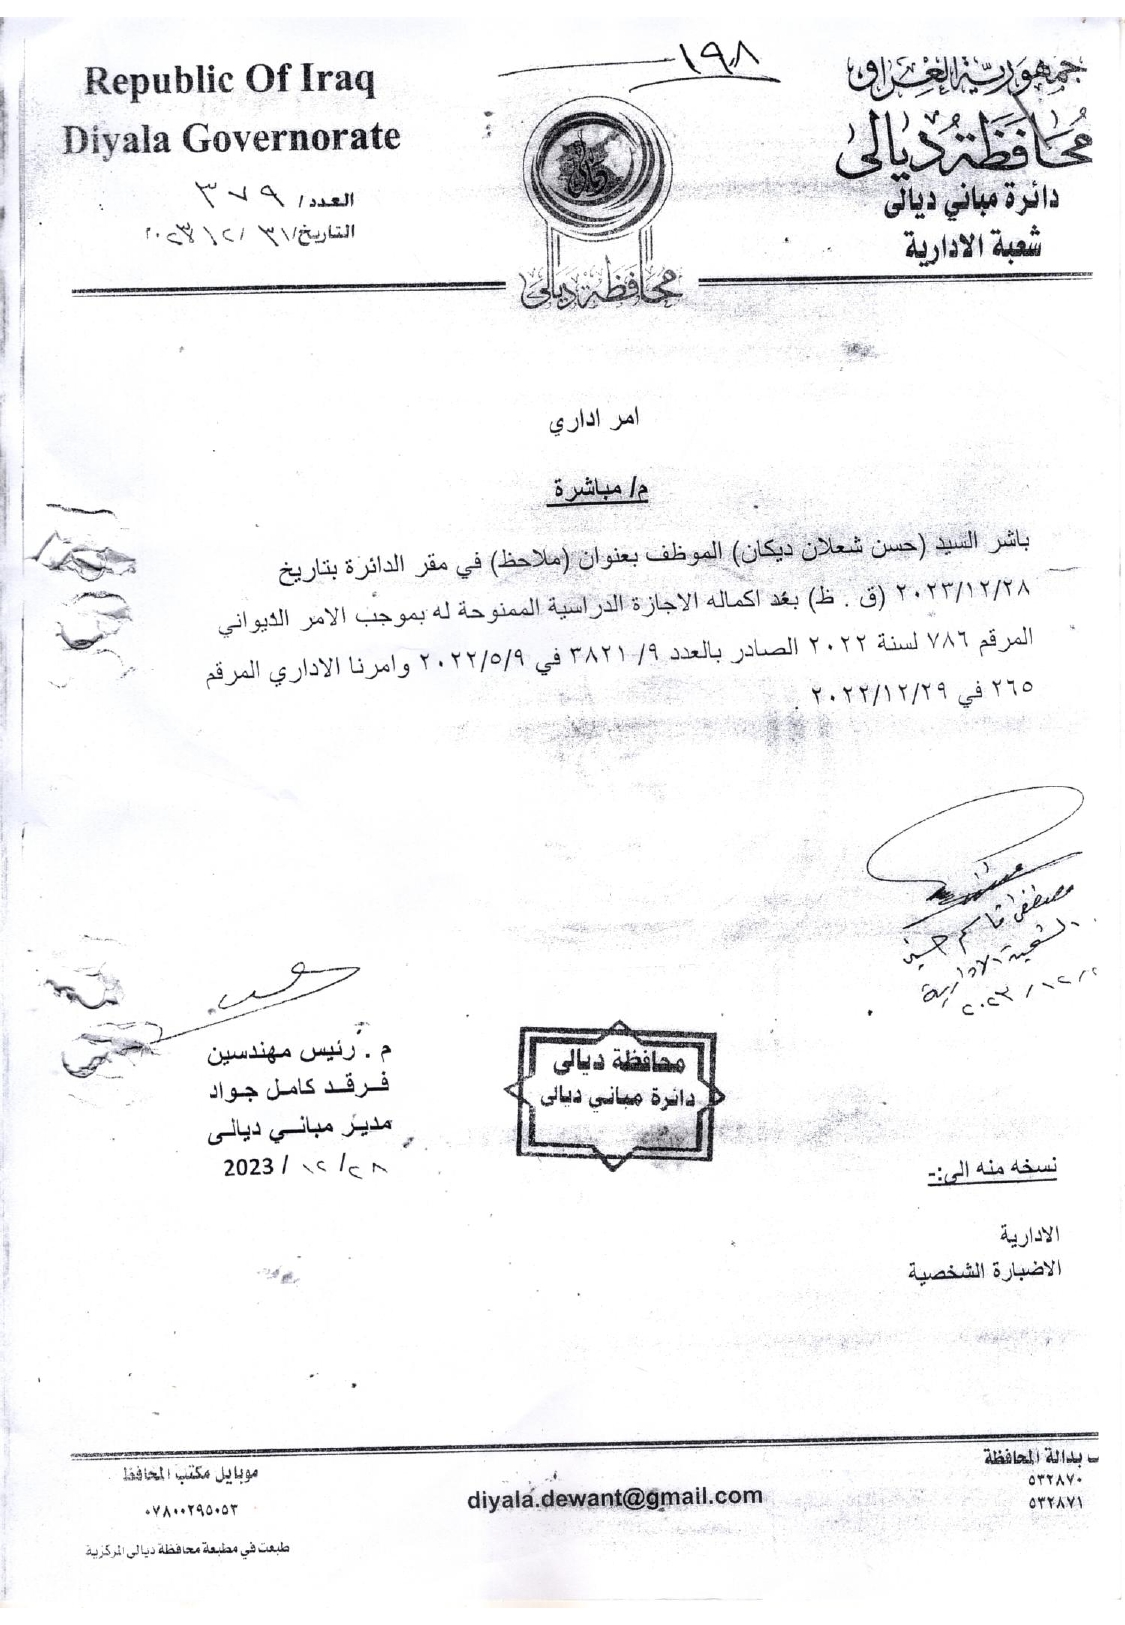 ١٩٨
Republic Of Iraq
Diyala Governorate
العدد/ ٣٧٩
التاريخ/ ٣١/ ١٢/ ٢٠٢٣
جمهورية العراق
محافظة ديالى
دائرة مباني ديالى
شعبة الادارية
محافظة ديالى
امر اداري
م/ مباشرة
باشر السيد (حسن شعلان ديكان) الموظف بعنوان (ملاحظ) في مقر الدائرة بتاريخ
٢٠٢٣/١٢/٢٨ (ق . ظ) بعد اكماله الاجازة الدراسية الممنوحة له بموجب الامر الديواني
المرقم ٧٨٦ لسنة ٢٠٢٢ الصادر بالعدد ٩/ ٣٨٢١ في ٢٠٢٢/٥/٩ وامرنا الاداري المرقم
٢٦٥ في ٢٠٢٢/١٢/٢٩ .
مصطفى قاسم حسين
الشعبة الادارية
م . رئيس مهندسين
فرقد كامل جواد
مدير مباني ديالى
٢٨/ ١٢ / 2023
محافظة ديالى
دائرة مباني ديالى
نسخه منه الى:-
الادارية
الاضبارة الشخصية
بدالة المحافظة
٥٣٢٨٧٠
٥٣٢٨٧١
diyala.dewant@gmail.com
موبايل مكتب المحافظ
٠٧٨٠٠٢٩٥٠٥٣
طبعت في مطبعة محافظة ديالى المركزية